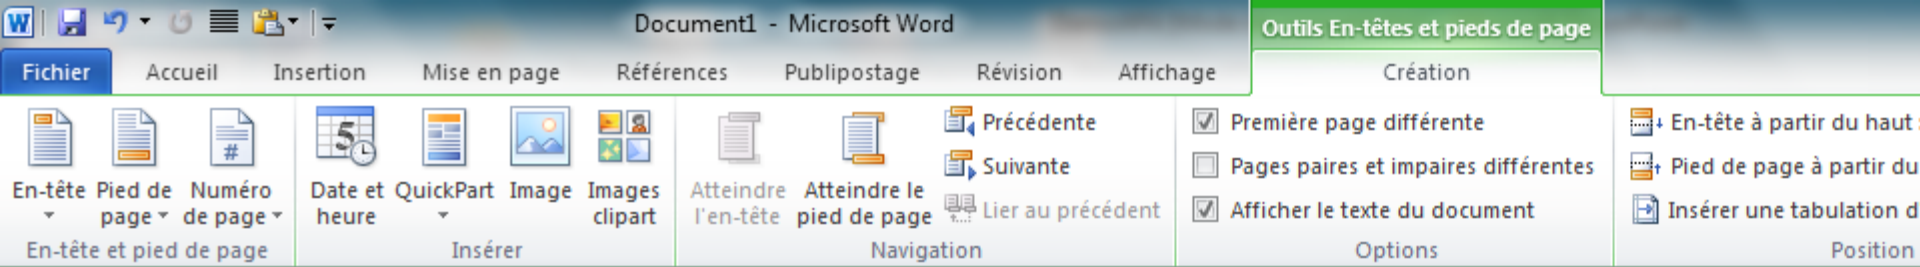 Document1 - Microsoft Word
Outils En-têtes et pieds de page
Fichier Accueil Insertion Mise en page Références Publipostage Révision Affichage Création
En-tête
Pied de page
Numéro de page
En-tête et pied de page
Date et heure
QuickPart
Image
Images clipart
Insérer
Atteindre l'en-tête
Atteindre le pied de page
Précédente
Suivante
Lier au précédent
Navigation
Première page différente
Pages paires et impaires différentes
Afficher le texte du document
Options
En-tête à partir du haut
Pied de page à partir du
Insérer une tabulation d
Position